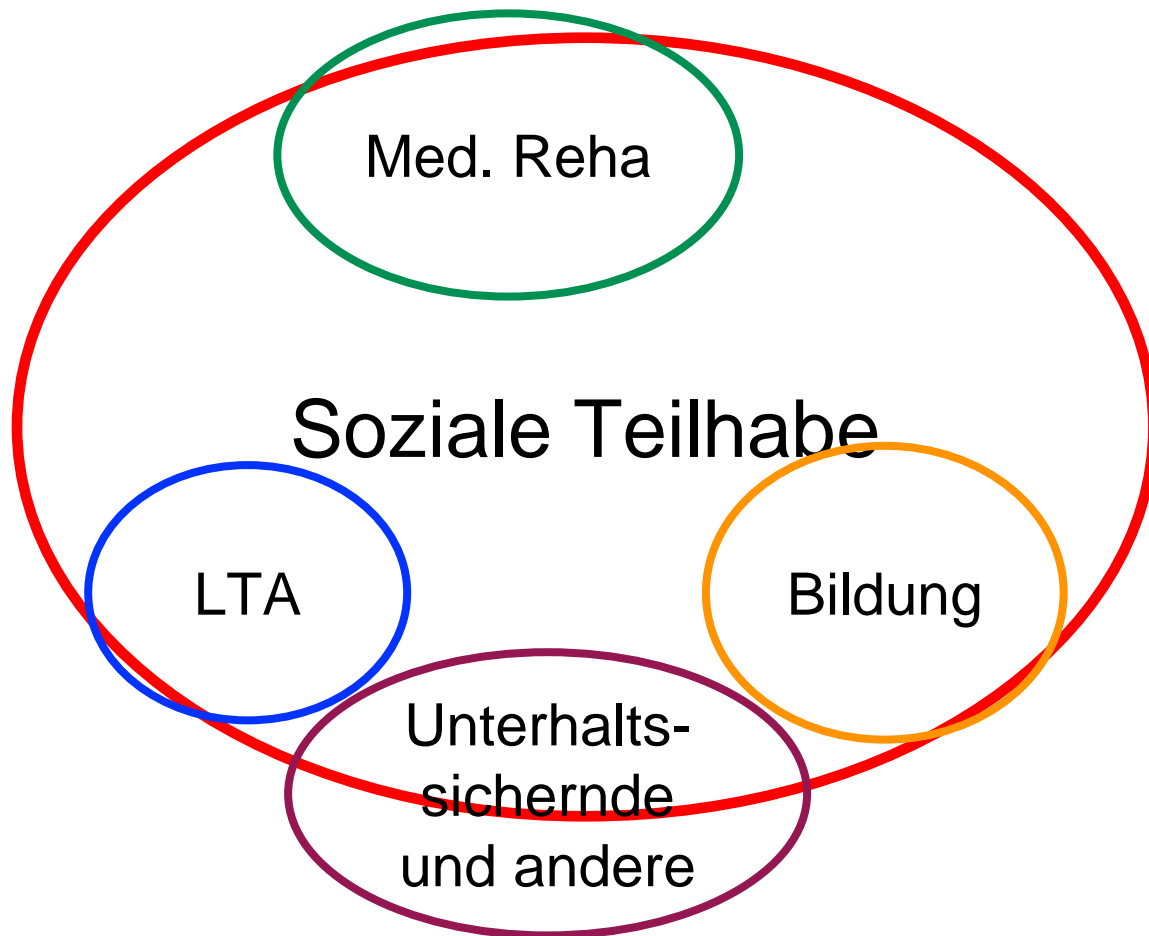 Med. Reha
Soziale Teilhabe
LTA
Bildung
Unterhalts-
sichernde
und andere